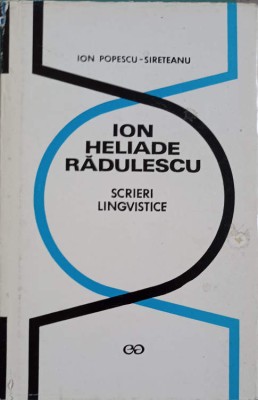 ION POPESCU-SIRETEANU
ION
HELIADE
RĂDULESCU
SCRIERI
LINGVISTICE